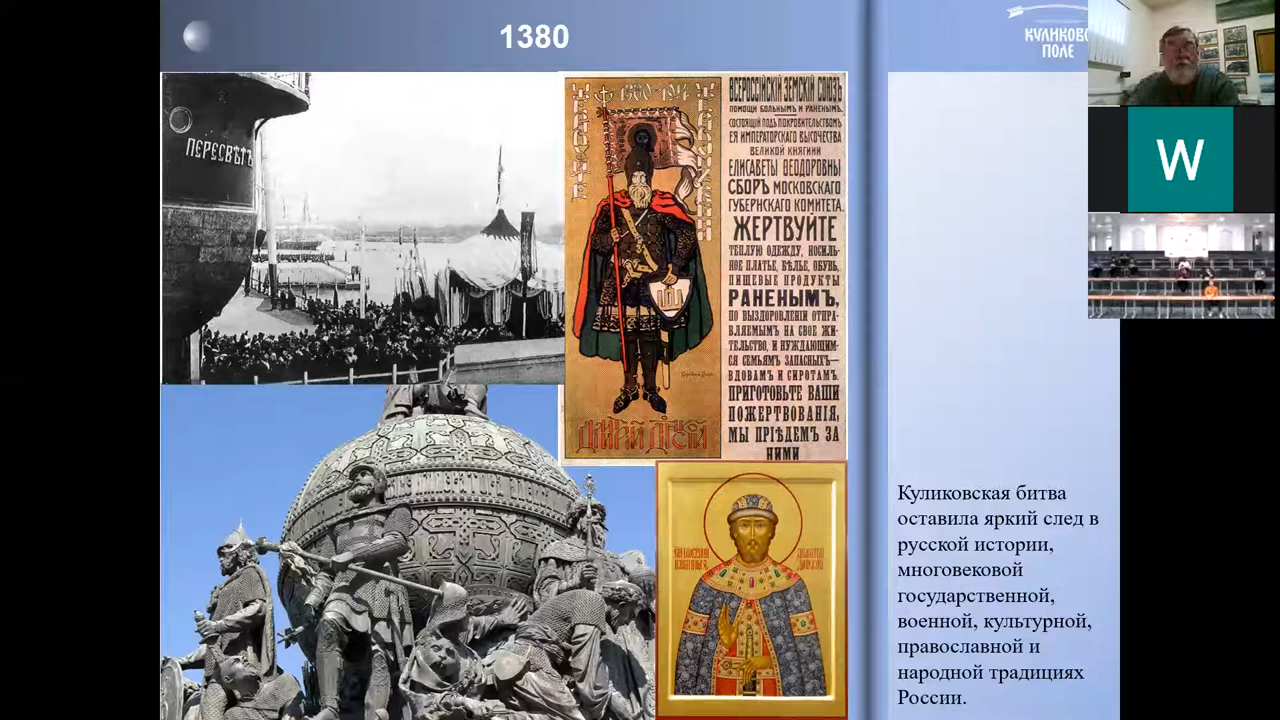 1380
КУЛИКОВО
ПОЛЕ
ПЕРЕСВѢТЪ
1380-1914
ВСЕРОССІЙСКІЙ ЗЕМСКІЙ СОЮЗЪ
ПОМОЩИ БОЛЬНЫМЪ И РАНЕНЫМЪ.
СОСТОЯЩІЙ ПОДЪ ПОКРОВИТЕЛЬСТВОМЪ
ЕЯ ИМПЕРАТОРСКАГО ВЫСОЧЕСТВА
ВЕЛИКОЙ КНЯГИНИ
ЕЛИСАВЕТЫ ѲЕОДОРОВНЫ
СБОРЪ МОСКОВСКАГО
ГУБЕРНСКАГО КОМИТЕТА.
ЖЕРТВУЙТЕ
ТЕПЛУЮ ОДЕЖДУ, НОСИЛЬ-
НОЕ ПЛАТЬЕ, БѢЛЬЕ, ОБУВЬ,
ПИЩЕВЫЕ ПРОДУКТЫ
РАНЕНЫМЪ,
ПО ВЫЗДОРОВЛЕНІИ ОТПРА-
ВЛЯЕМЫМЪ НА СВОЕ ЖИ-
ТЕЛЬСТВО, И НУЖДАЮЩИМ-
СЯ СЕМЬЯМЪ ЗАПАСНЫХЪ—
ВДОВАМЪ И СИРОТАМЪ.
ПРИГОТОВЬТЕ ВАШИ
ПОЖЕРТВОВАНІЯ,
МЫ ПРІѢДЕМЪ ЗА
НИМИ
W
Куликовская битва
оставила яркий след в
русской истории,
многовековой
государственной,
военной, культурной,
православной и
народной традициях
России.